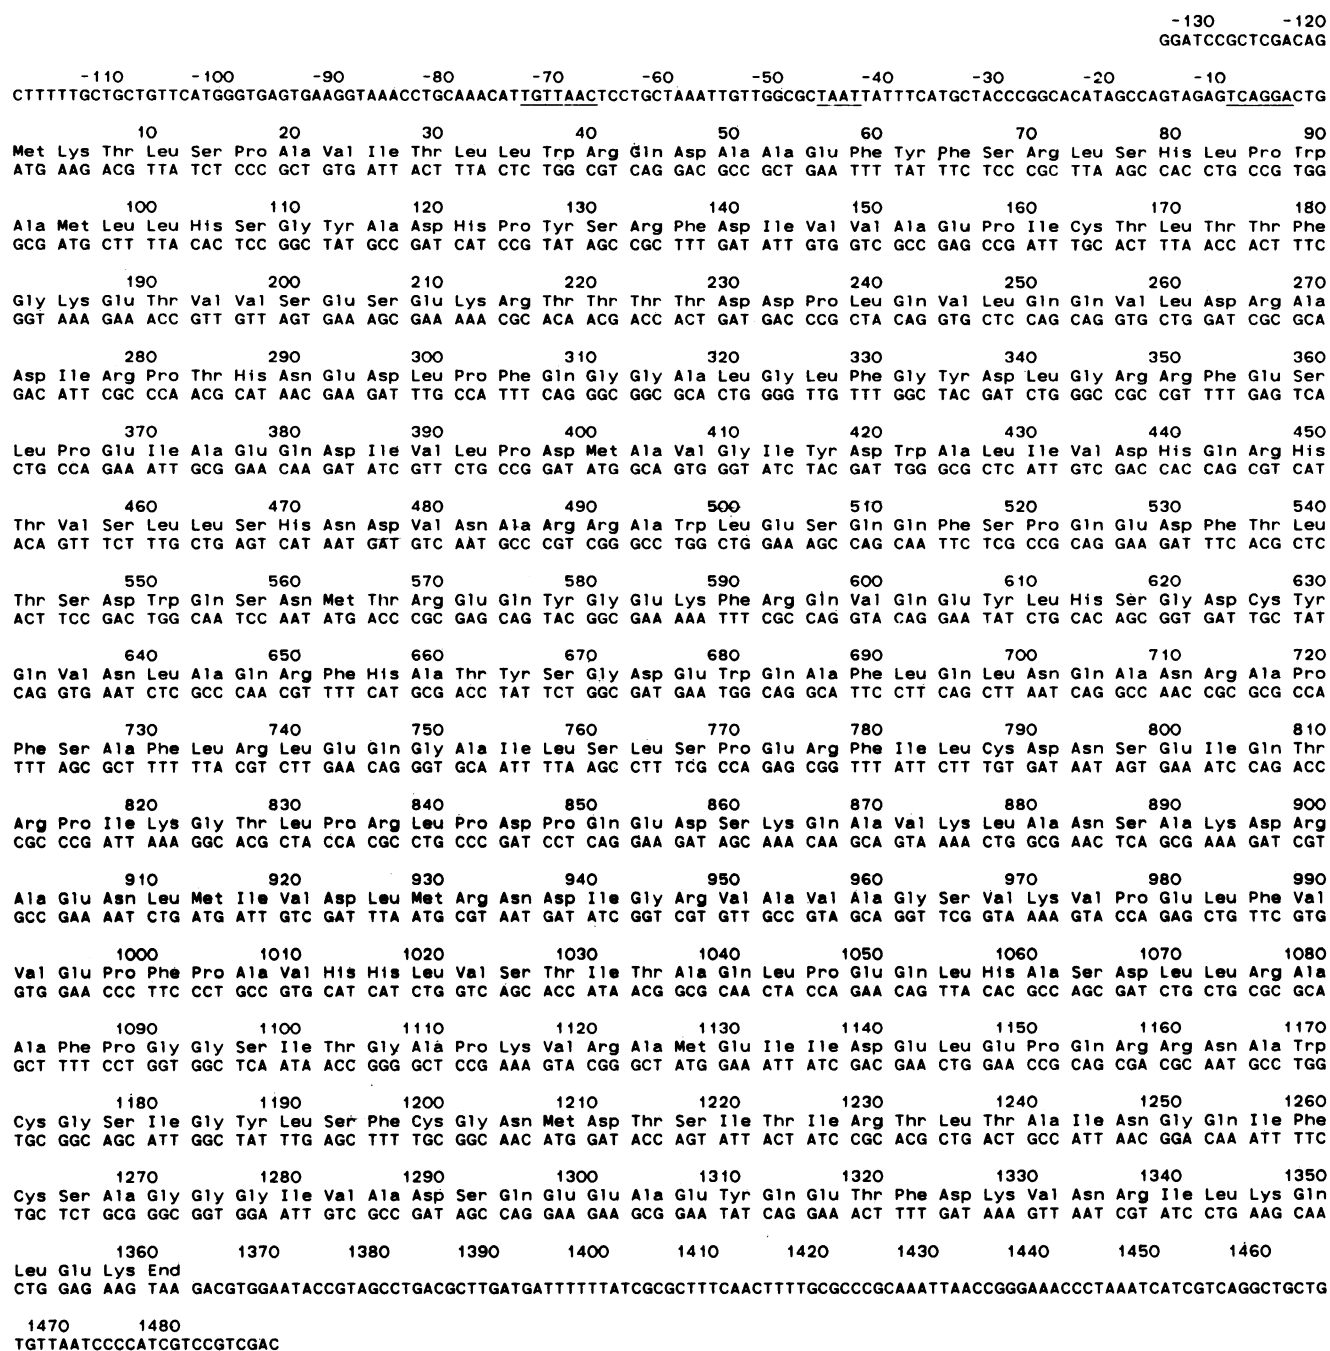 -130 -120
GGATCCGCTCGACAG
-110 -100 -90 -80 -70 -60 -50 -40 -30 -20 -10
CTTTTTGCTGCTGTTCATGGGTGAGTGAAGGTAAACCTGCAAACATTGTTAACTCCTGCTAAATTGTTGGCGCTAATTATTTCATGCTACCCGGCACATAGCCAGTAGAGTCAGGACTG
10 20 30 40 50 60 70 80 90
Met Lys Thr Leu Ser Pro Ala Val Ile Thr Leu Leu Trp Arg Gln Asp Ala Ala Glu Phe Tyr Phe Ser Arg Leu Ser His Leu Pro Trp
ATG AAG ACG TTA TCT CCC GCT GTG ATT ACT TTA CTC TGG CGT CAG GAC GCC GCT GAA TTT TAT TTC TCC CGC TTA AGC CAC CTG CCG TGG
100 110 120 130 140 150 160 170 180
Ala Met Leu Leu His Ser Gly Tyr Ala Asp His Pro Tyr Ser Arg Phe Asp Ile Val Val Ala Glu Pro Ile Cys Thr Leu Thr Thr Phe
GCG ATG CTT TTA CAC TCC GGC TAT GCC GAT CAT CCG TAT AGC CGC TTT GAT ATT GTG GTC GCC GAG CCG ATT TGC ACT TTA ACC ACT TTC
190 200 210 220 230 240 250 260 270
Gly Lys Glu Thr Val Val Ser Glu Ser Glu Lys Arg Thr Thr Thr Thr Asp Asp Pro Leu Gln Val Leu Gln Gln Val Leu Asp Arg Ala
GGT AAA GAA ACC GTT GTT AGT GAA AGC GAA AAA CGC ACA ACG ACC ACT GAT GAC CCG CTA CAG GTG CTC CAG CAG GTG CTG GAT CGC GCA
280 290 300 310 320 330 340 350 360
Asp Ile Arg Pro Thr His Asn Glu Asp Leu Pro Phe Gln Gly Gly Ala Leu Gly Leu Phe Gly Tyr Asp Leu Gly Arg Arg Phe Glu Ser
GAC ATT CGC CCA ACG CAT AAC GAA GAT TTG CCA TTT CAG GGC GGC GCA CTG GGG TTG TTT GGC TAC GAT CTG GGC CGC CGT TTT GAG TCA
370 380 390 400 410 420 430 440 450
Leu Pro Glu Ile Ala Glu Gln Asp Ile Val Leu Pro Asp Met Ala Val Gly Ile Tyr Asp Trp Ala Leu Ile Val Asp His Gln Arg His
CTG CCA GAA ATT GCG GAA CAA GAT ATC GTT CTG CCG GAT ATG GCA GTG GGT ATC TAC GAT TGG GCG CTC ATT GTC GAC CAC CAG CGT CAT
460 470 480 490 500 510 520 530 540
Thr Val Ser Leu Leu Ser His Asn Asp Val Asn Ala Arg Arg Ala Trp Leu Glu Ser Gln Gln Phe Ser Pro Gln Glu Asp Phe Thr Leu
ACA GTT TCT TTG CTG AGT CAT AAT GAT GTC AAT GCC CGT CGG GCC TGG CTG GAA AGC CAG CAA TTC TCG CCG CAG GAA GAT TTC ACG CTC
550 560 570 580 590 600 610 620 630
Thr Ser Asp Trp Gln Ser Asn Met Thr Arg Glu Gln Tyr Gly Glu Lys Phe Arg Gln Val Gln Glu Tyr Leu His Ser Gly Asp Cys Tyr
ACT TCC GAC TGG CAA TCC AAT ATG ACC CGC GAG CAG TAC GGC GAA AAA TTT CGC CAG GTA CAG GAA TAT CTG CAC AGC GGT GAT TGC TAT
640 650 660 670 680 690 700 710 720
Gln Val Asn Leu Ala Gln Arg Phe His Ala Thr Tyr Ser Gly Asp Glu Trp Gln Ala Phe Leu Gln Leu Asn Gln Ala Asn Arg Ala Pro
CAG GTG AAT CTC GCC CAA CGT TTT CAT GCG ACC TAT TCT GGC GAT GAA TGG CAG GCA TTC CTT CAG CTT AAT CAG GCC AAC CGC GCG CCA
730 740 750 760 770 780 790 800 810
Phe Ser Ala Phe Leu Arg Leu Glu Gln Gly Ala Ile Leu Ser Leu Ser Pro Glu Arg Phe Ile Leu Cys Asp Asn Ser Glu Ile Gln Thr
TTT AGC GCT TTT TTA CGT CTT GAA CAG GGT GCA ATT TTA AGC CTT TCG CCA GAG CGG TTT ATT CTT TGT GAT AAT AGT GAA ATC CAG ACC
820 830 840 850 860 870 880 890 900
Arg Pro Ile Lys Gly Thr Leu Pro Arg Leu Pro Asp Pro Gln Glu Asp Ser Lys Gln Ala Val Lys Leu Ala Asn Ser Ala Lys Asp Arg
CGC CCG ATT AAA GGC ACG CTA CCA CGC CTG CCC GAT CCT CAG GAA GAT AGC AAA CAA GCA GTA AAA CTG GCG AAC TCA GCG AAA GAT CGT
910 920 930 940 950 960 970 980 990
Ala Glu Asn Leu Met Ile Val Asp Leu Met Arg Asn Asp Ile Gly Arg Val Ala Val Ala Gly Ser Val Lys Val Pro Glu Leu Phe Val
GCC GAA AAT CTG ATG ATT GTC GAT TTA ATG CGT AAT GAT ATC GGT CGT GTT GCC GTA GCA GGT TCG GTA AAA GTA CCA GAG CTG TTC GTG
1000 1010 1020 1030 1040 1050 1060 1070 1080
Val Glu Pro Phe Pro Ala Val His His Leu Val Ser Thr Ile Thr Ala Gln Leu Pro Glu Gln Leu His Ala Ser Asp Leu Leu Arg Ala
GTG GAA CCC TTC CCT GCC GTG CAT CAT CTG GTC AGC ACC ATA ACG GCG CAA CTA CCA GAA CAG TTA CAC GCC AGC GAT CTG CTG CGC GCA
1090 1100 1110 1120 1130 1140 1150 1160 1170
Ala Phe Pro Gly Gly Ser Ile Thr Gly Ala Pro Lys Val Arg Ala Met Glu Ile Ile Asp Glu Leu Glu Pro Gln Arg Arg Asn Ala Trp
GCT TTT CCT GGT GGC TCA ATA ACC GGG GCT CCG AAA GTA CGG GCT ATG GAA ATT ATC GAC GAA CTG GAA CCG CAG CGA CGC AAT GCC TGG
1180 1190 1200 1210 1220 1230 1240 1250 1260
Cys Gly Ser Ile Gly Tyr Leu Ser Phe Cys Gly Asn Met Asp Thr Ser Ile Thr Ile Arg Thr Leu Thr Ala Ile Asn Gly Gln Ile Phe
TGC GGC AGC ATT GGC TAT TTG AGC TTT TGC GGC AAC ATG GAT ACC AGT ATT ACT ATC CGC ACG CTG ACT GCC ATT AAC GGA CAA ATT TTC
1270 1280 1290 1300 1310 1320 1330 1340 1350
Cys Ser Ala Gly Gly Gly Ile Val Ala Asp Ser Gln Glu Glu Ala Glu Tyr Gln Glu Thr Phe Asp Lys Val Asn Arg Ile Leu Lys Gln
TGC TCT GCG GGC GGT GGA ATT GTC GCC GAT AGC CAG GAA GAA GCG GAA TAT CAG GAA ACT TTT GAT AAA GTT AAT CGT ATC CTG AAG CAA
1360 1370 1380 1390 1400 1410 1420 1430 1440 1450 1460
Leu Glu Lys End
CTG GAG AAG TAA GACGTGGAATACCGTAGCCTGACGCTTGATGATTTTTTATCGCGCTTTCAACTTTTGCGCCCGCAAATTAACCGGGAAACCCTAAATCATCGTCAGGCTGCTG
1470 1480
TGTTAATCCCCATCGTCCGTCGAC